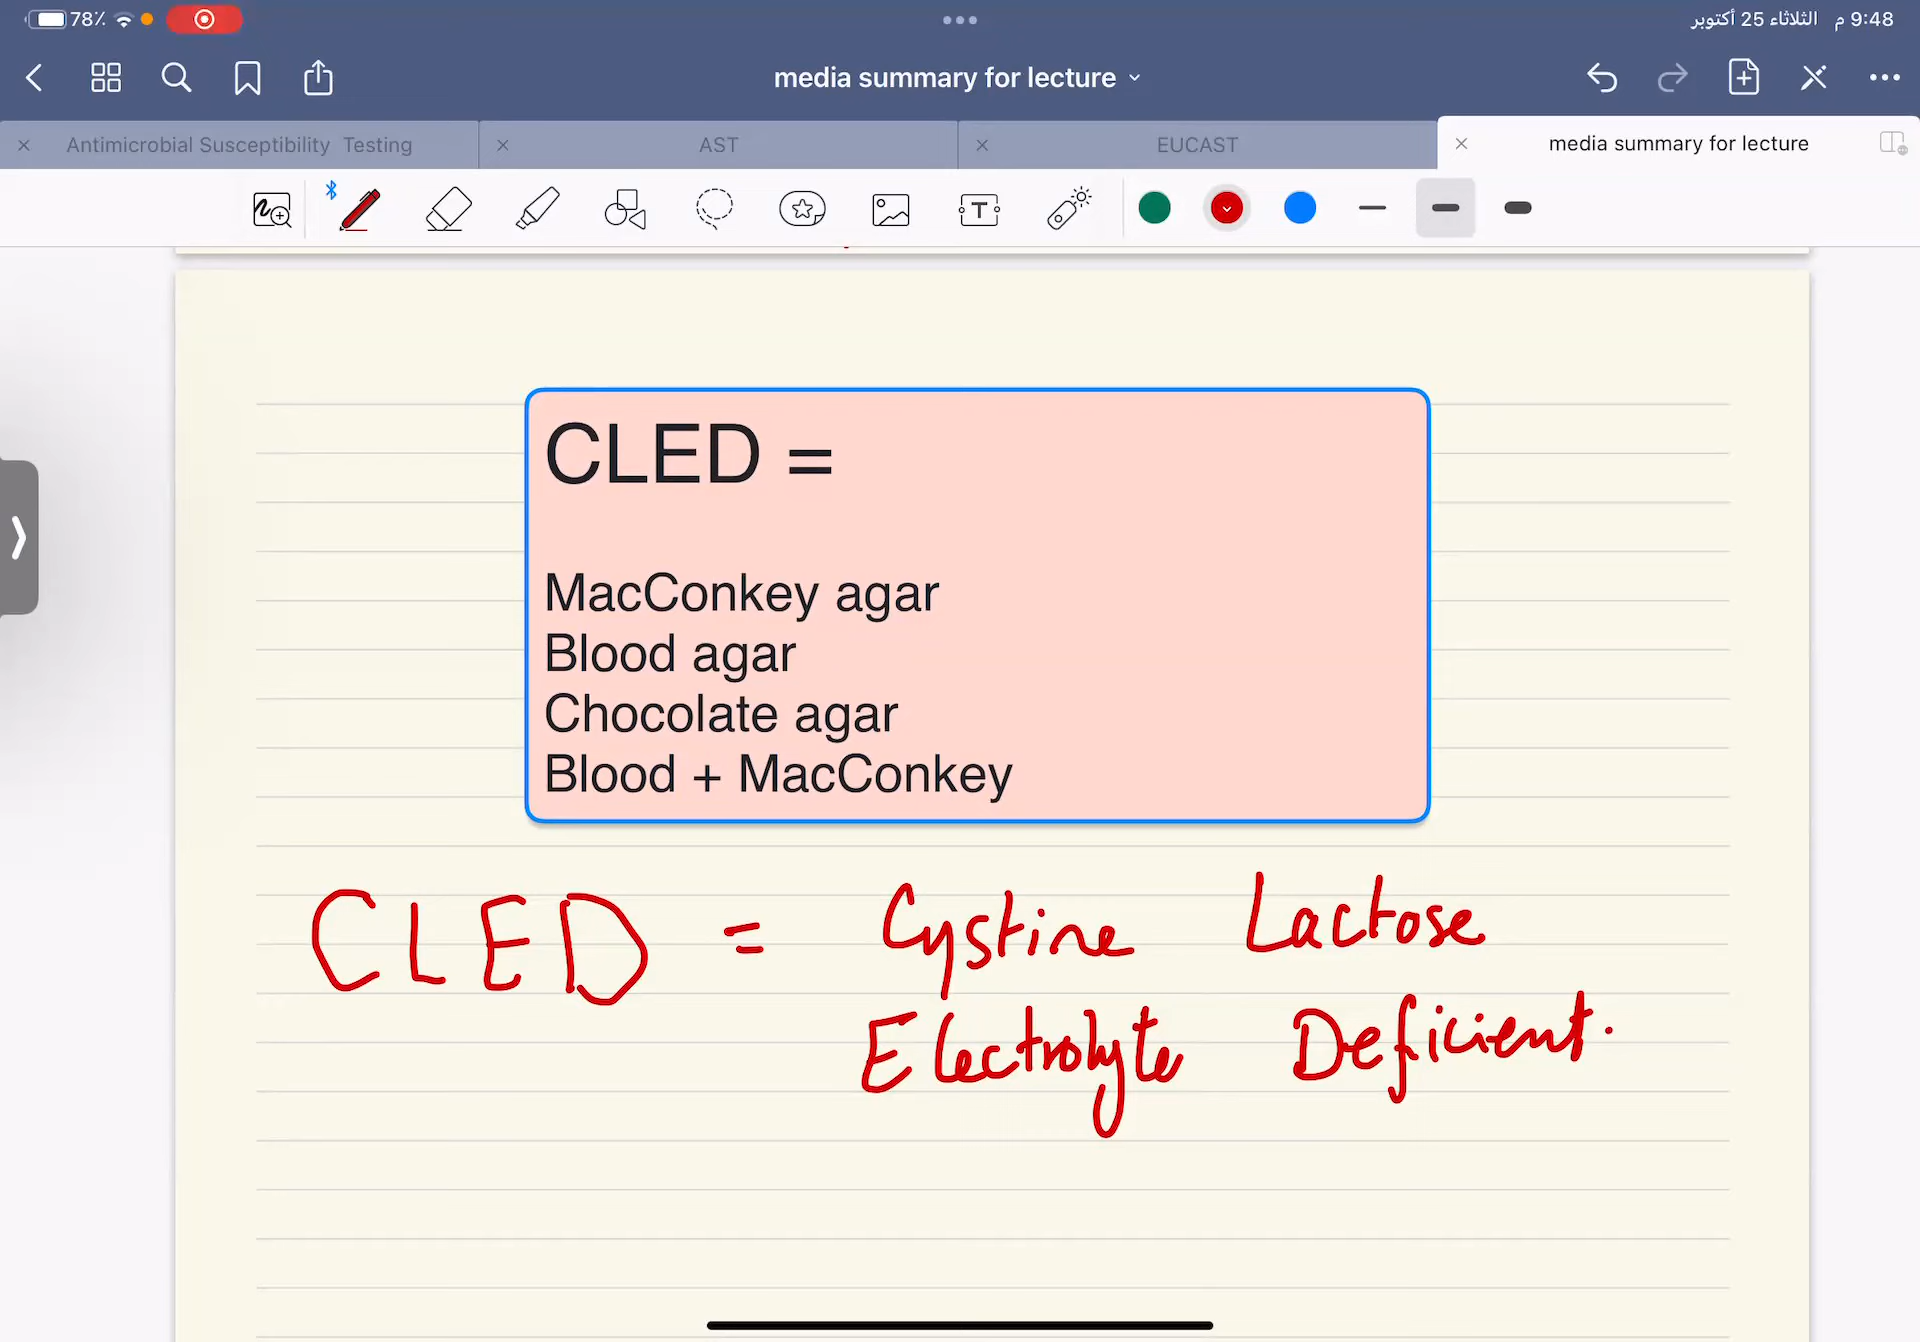 78٪ 9:48 م الثلاثاء 25 أكتوبر
media summary for lecture
Antimicrobial Susceptibility Testing AST EUCAST media summary for lecture
T
CLED =
MacConkey agar
Blood agar
Chocolate agar
Blood + MacConkey
CLED = Cystine Lactose
Electrolyte Deficient.